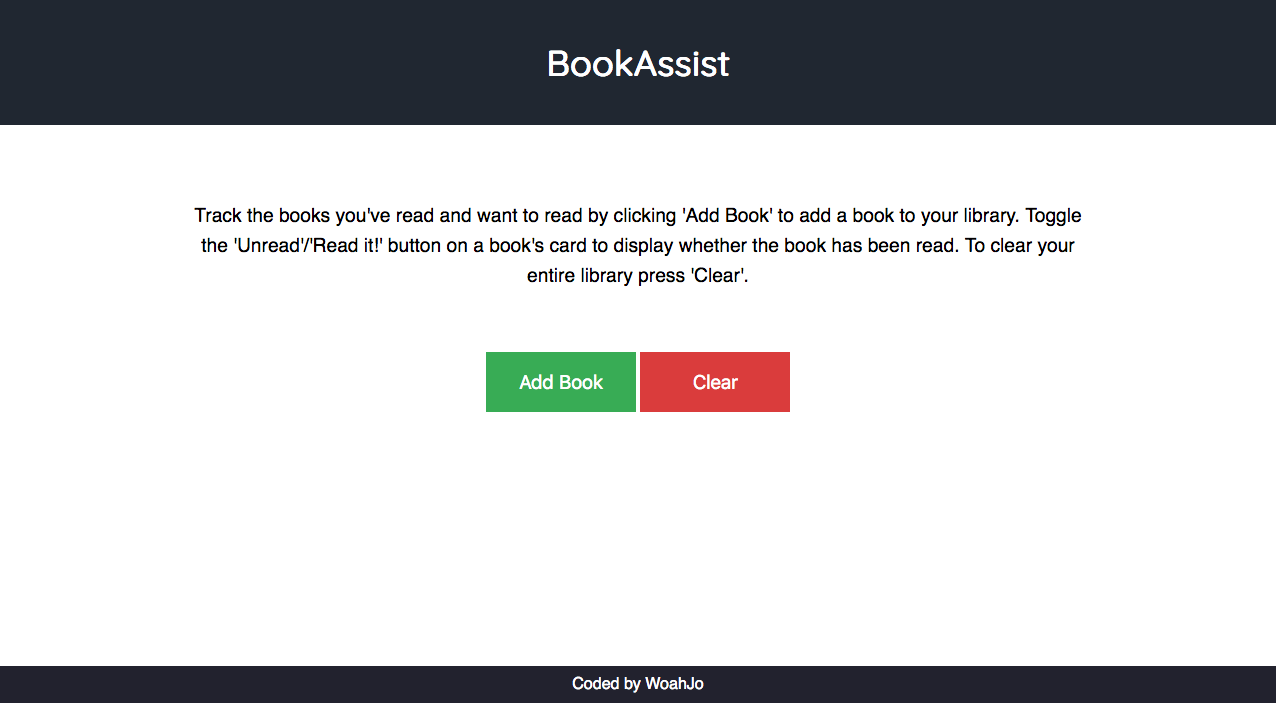 BookAssist
Track the books you've read and want to read by clicking 'Add Book' to add a book to your library. Toggle
the 'Unread'/'Read it!' button on a book's card to display whether the book has been read. To clear your
entire library press 'Clear'.
Add Book
Clear
Coded by WoahJo